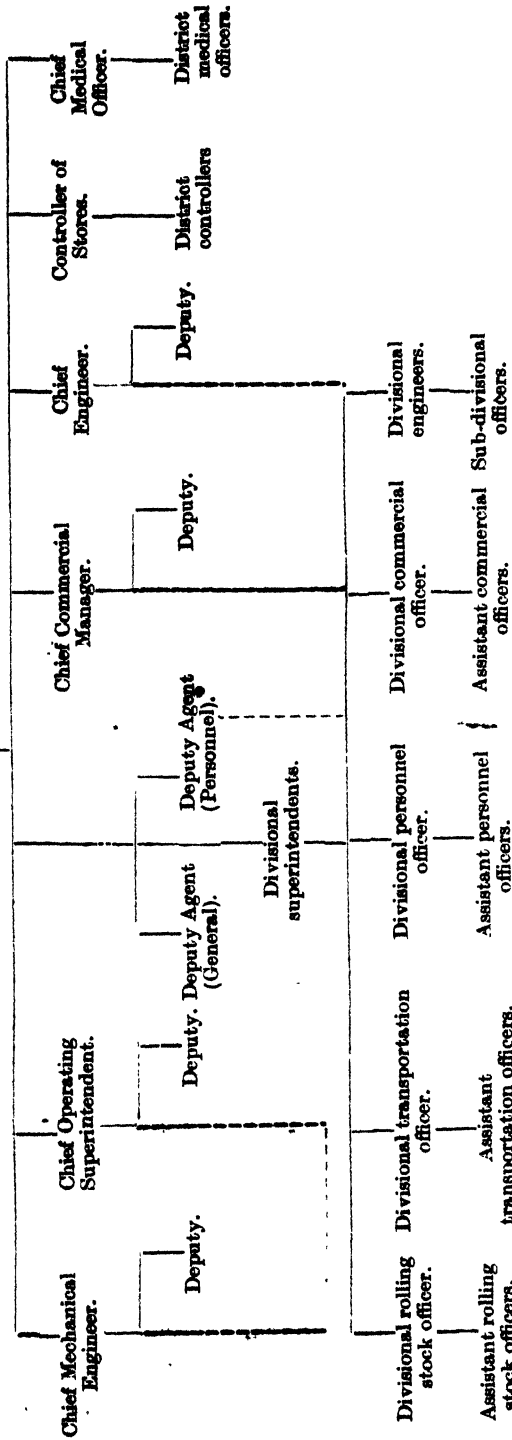 Chief Mechanical
Engineer.
Chief Operating
Superintendent.
Chief Commercial
Manager.
Chief
Engineer.
Controller of
Stores.
Chief
Medical
Officer.
Deputy.
Deputy.
Deputy Agent
(General).
Deputy Agent
(Personnel).
Deputy.
Deputy.
District
controllers
District
medical
officers.
Divisional
superintendents.
Divisional rolling
stock officer.
Divisional transportation
officer.
Divisional personnel
officer.
Divisional commercial
officer.
Divisional
engineers.
Assistant rolling
stock officers.
Assistant
transportation officers.
Assistant personnel
officers.
Assistant commercial
officers.
Sub-divisional
officers.